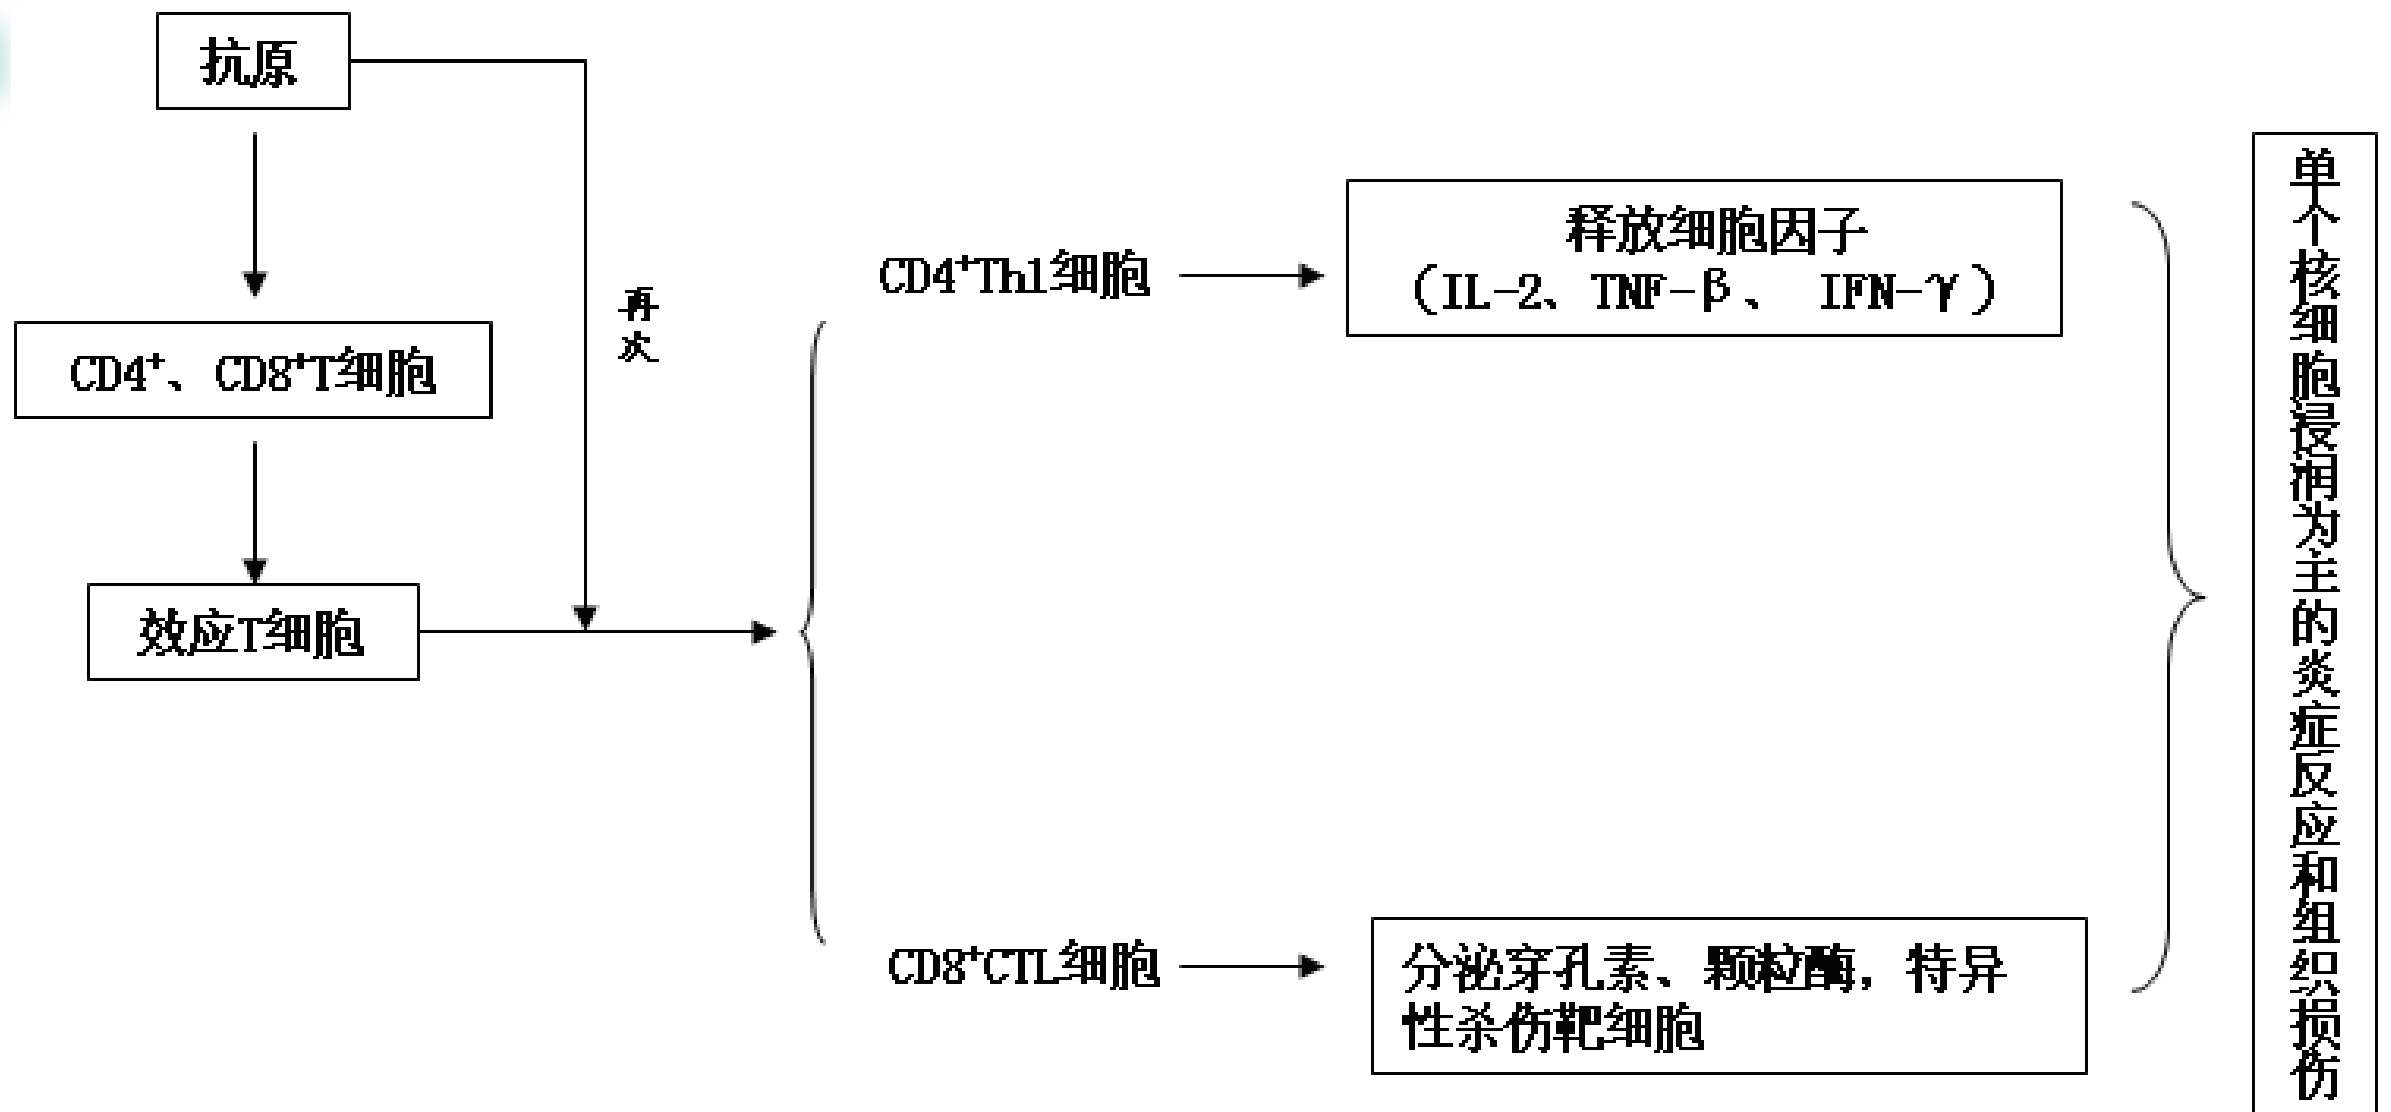 抗原
CD4⁺、CD8⁺T细胞
效应T细胞
再次
CD4⁺Th1细胞
释放细胞因子
（IL-2、TNF-β、 IFN-γ）
CD8⁺CTL细胞
分泌穿孔素、颗粒酶，特异
性杀伤靶细胞
单个核细胞浸润为主的炎症反应和组织损伤